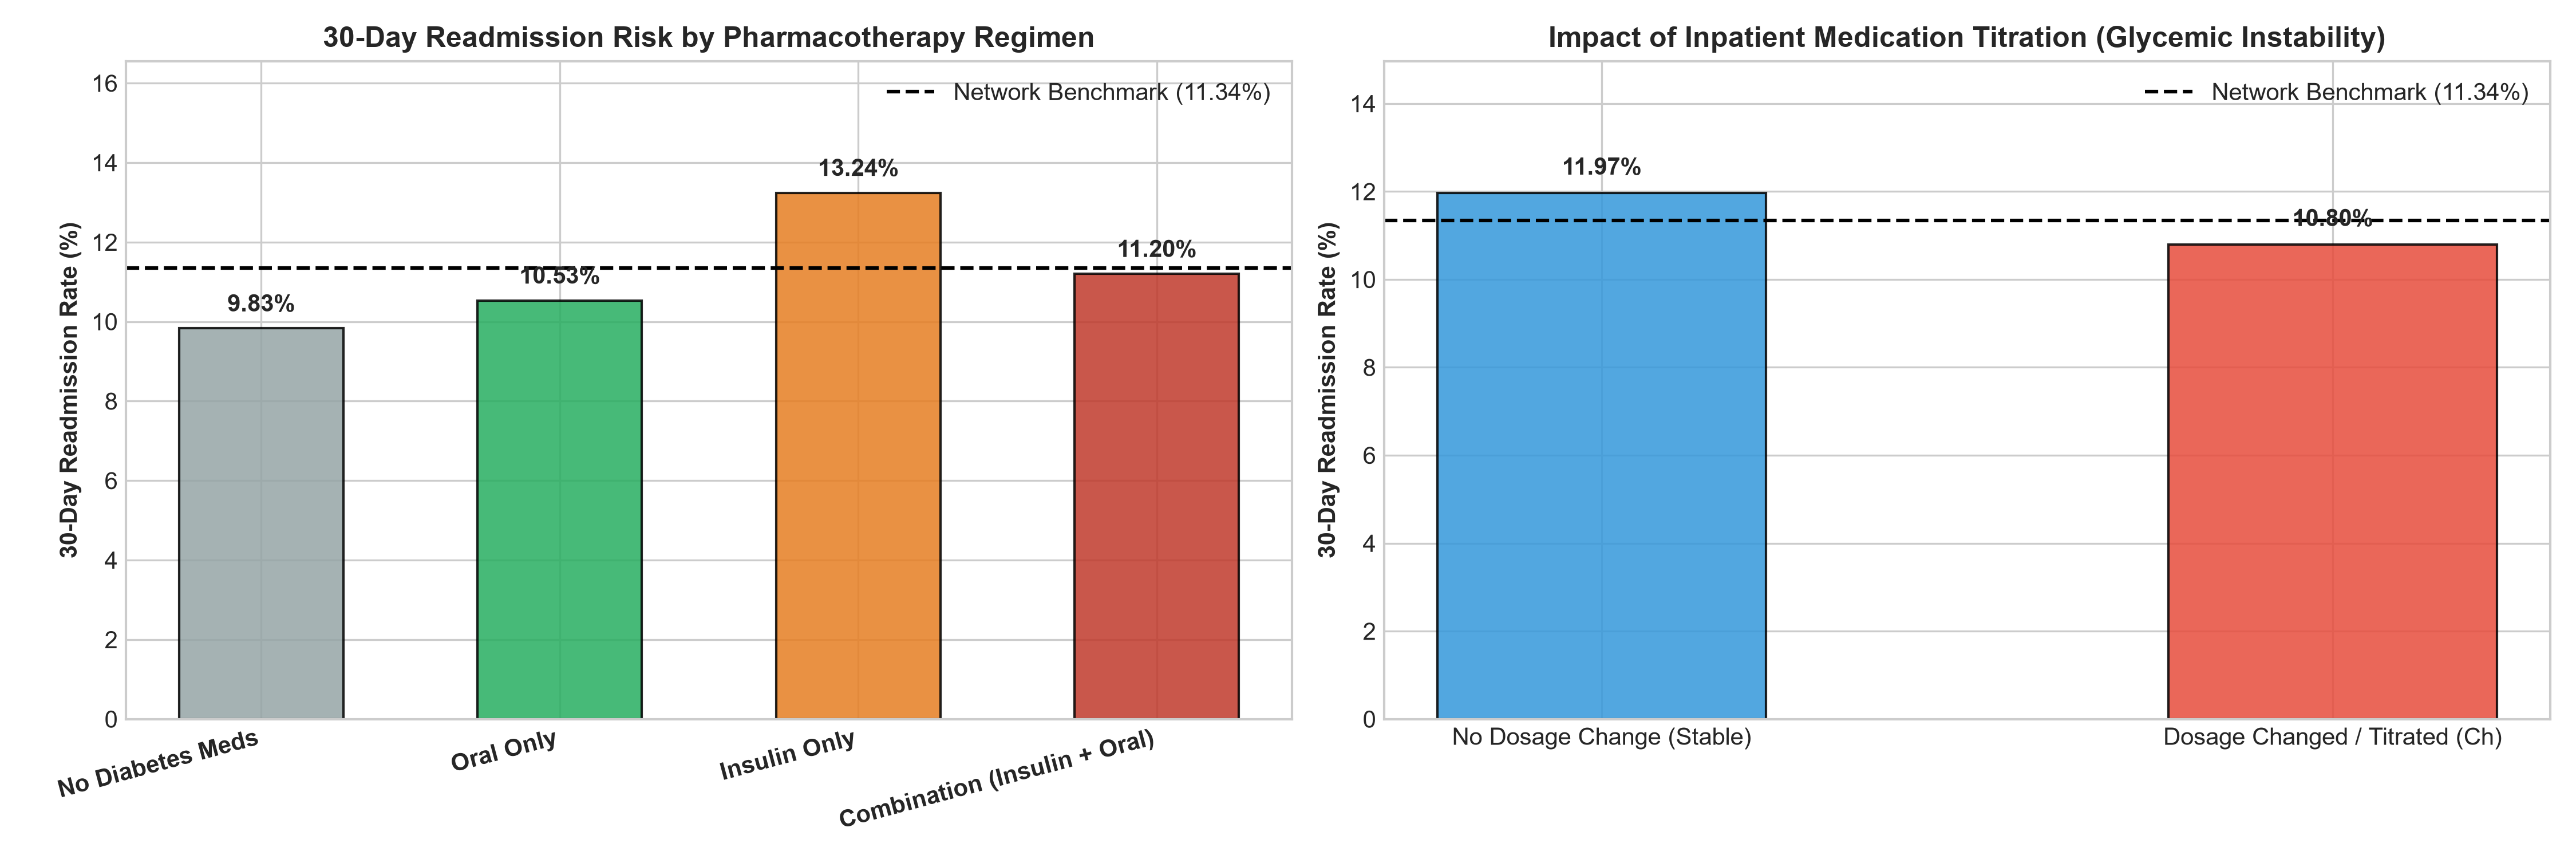 30-Day Readmission Risk by Pharmacotherapy Regimen
Network Benchmark (11.34%)
30-Day Readmission Rate (%)
16
14
12
10
8
6
4
2
0
9.83%
10.53%
13.24%
11.20%
No Diabetes Meds
Oral Only
Insulin Only
Combination (Insulin + Oral)
Impact of Inpatient Medication Titration (Glycemic Instability)
Network Benchmark (11.34%)
30-Day Readmission Rate (%)
14
12
10
8
6
4
2
0
11.97%
10.80%
No Dosage Change (Stable)
Dosage Changed / Titrated (Ch)